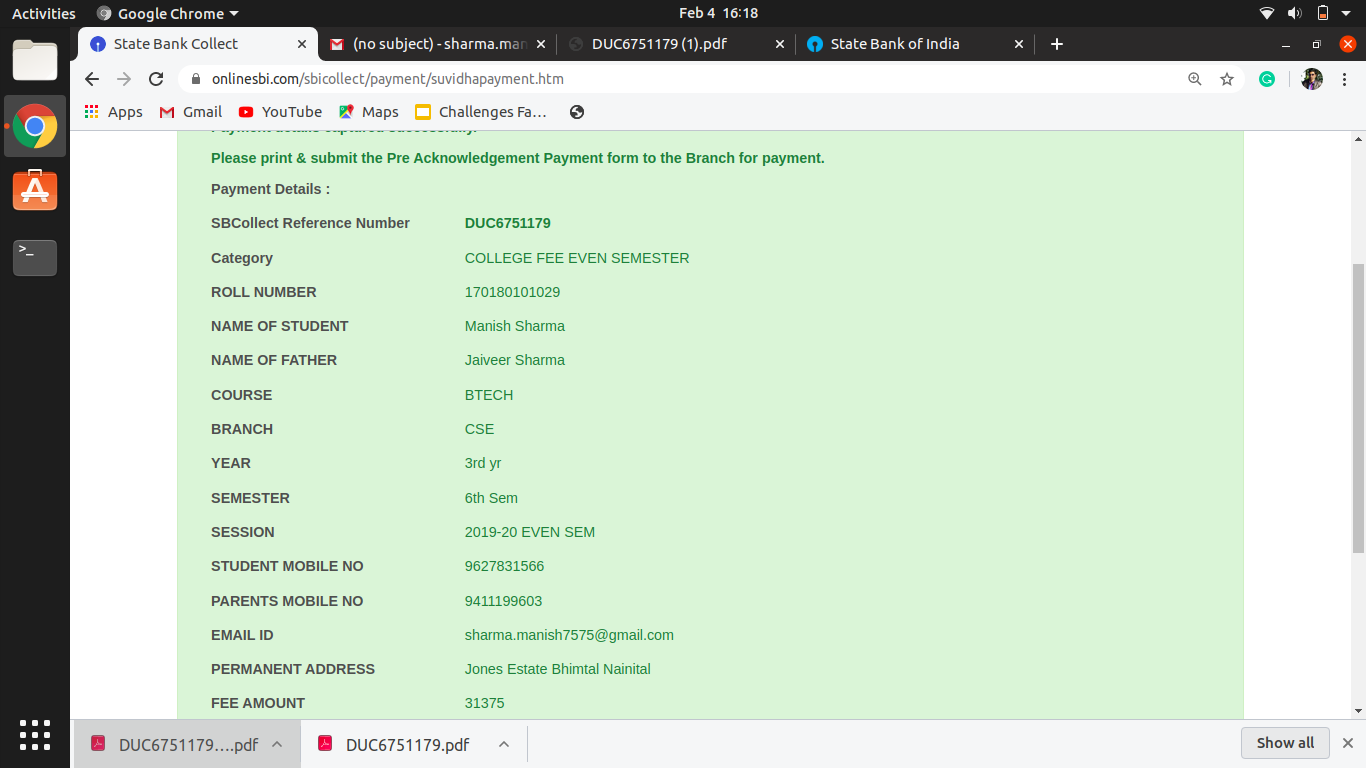 Activities
Google Chrome
Feb 4 16:18
State Bank Collect
(no subject) - sharma.man
DUC6751179 (1).pdf
State Bank of India
onlinesbi.com/sbicollect/payment/suvidhapayment.htm
Apps
Gmail
YouTube
Maps
Challenges Fa...
Payment details captured successfully.
Please print & submit the Pre Acknowledgement Payment form to the Branch for payment.
Payment Details :
SBCollect Reference Number DUC6751179
Category COLLEGE FEE EVEN SEMESTER
ROLL NUMBER 170180101029
NAME OF STUDENT Manish Sharma
NAME OF FATHER Jaiveer Sharma
COURSE BTECH
BRANCH CSE
YEAR 3rd yr
SEMESTER 6th Sem
SESSION 2019-20 EVEN SEM
STUDENT MOBILE NO 9627831566
PARENTS MOBILE NO 9411199603
EMAIL ID sharma.manish7575@gmail.com
PERMANENT ADDRESS Jones Estate Bhimtal Nainital
FEE AMOUNT 31375
DUC6751179....pdf
DUC6751179.pdf
Show all